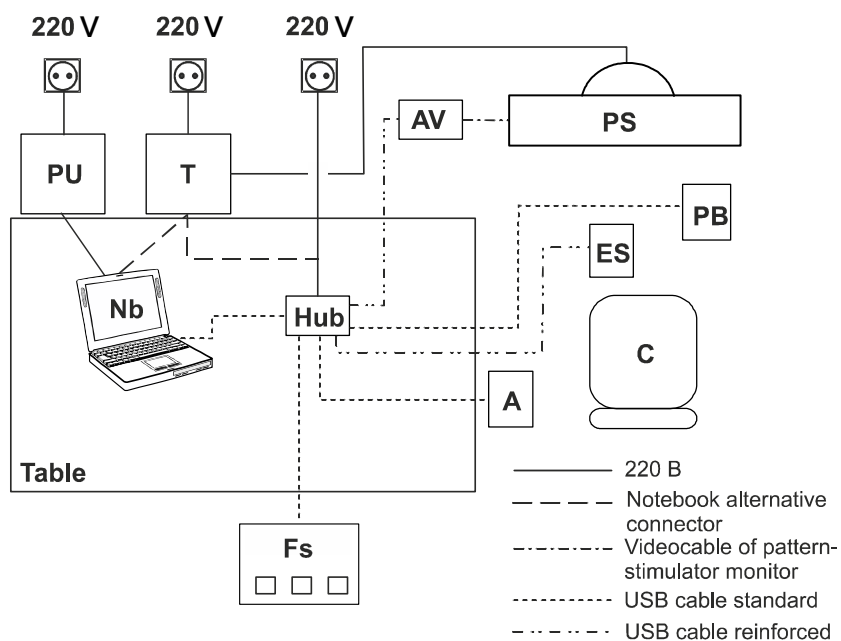 220 V 220 V 220 V
AV
PS
PU
T
PB
ES
Nb
Hub
C
A
Table
Fs
220 B
Notebook alternative
connector
Videocable of pattern-
stimulator monitor
USB cable standard
USB cable reinforced